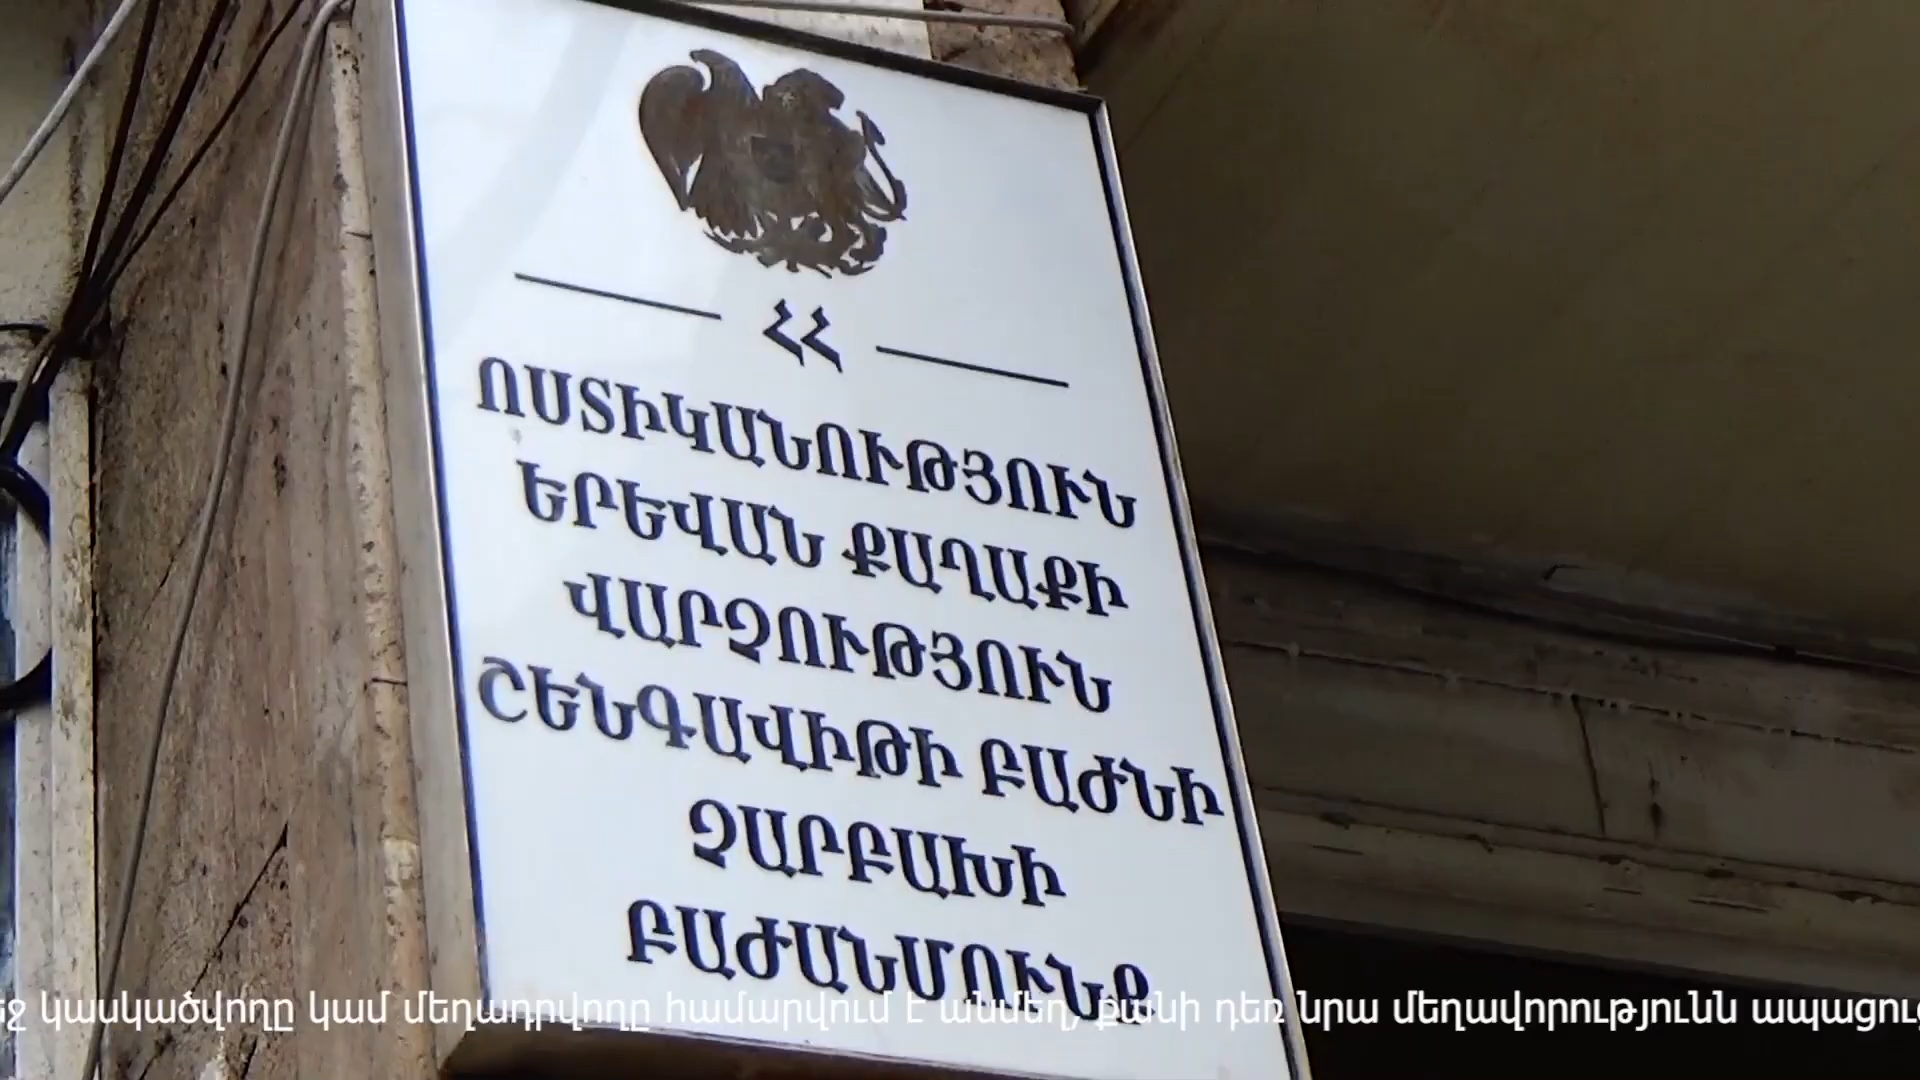 ՀՀ
ՈՍՏԻԿԱՆՈՒԹՅՈՒՆ
ԵՐԵՎԱՆ ՔԱՂԱՔԻ
ՎԱՐՉՈՒԹՅՈՒՆ
ՇԵՆԳԱՎԻԹԻ ԲԱԺՆԻ
ՉԱՐԲԱԽԻ
ԲԱԺԱՆՄՈՒՆՔ
կասկածվողը կամ մեղադրվողը համարվում է անմեղ, քանի դեռ նրա մեղավորությունն